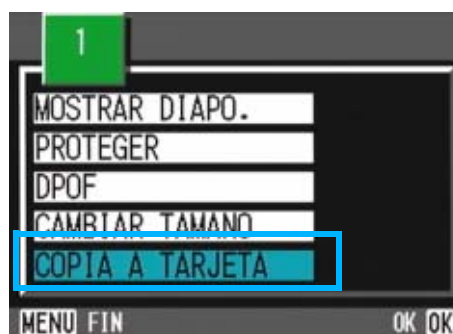 1
MOSTRAR DIAPO.
PROTEGER
DPOF
CAMBIAR TAMANO
COPIA A TARJETA
MENU FIN OK OK